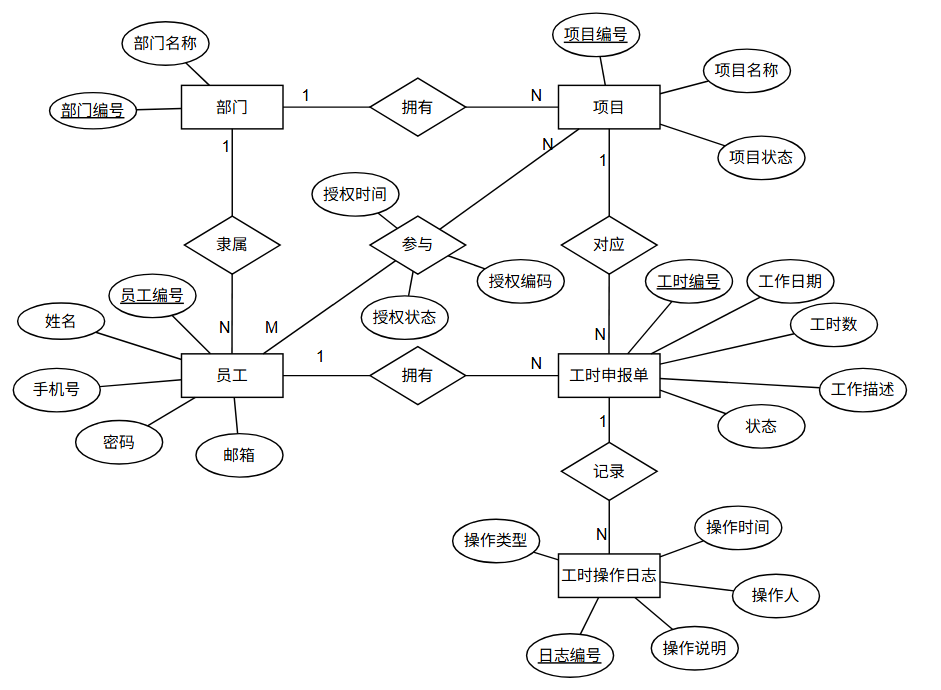 项目编号
部门名称
项目名称
部门编号
部门
1
拥有
N
项目
1
N
1
项目状态
授权时间
隶属
参与
对应
员工编号
授权编码
工时编号
工作日期
姓名
授权状态
工时数
N
M
1
N
N
手机号
员工
拥有
工时申报单
工作描述
密码
邮箱
1
状态
记录
操作类型
N
操作时间
工时操作日志
操作人
日志编号
操作说明